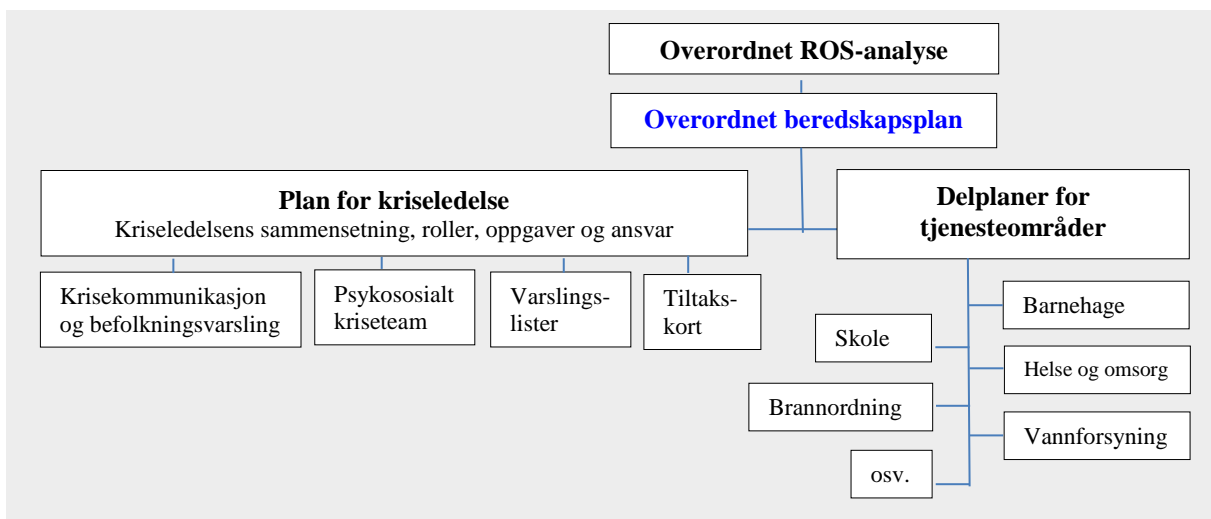 Overordnet ROS-analyse
Overordnet beredskapsplan
Plan for kriseledelse
Kriseledelsens sammensetning, roller, oppgaver og ansvar
Krisekommunikasjon
og befolkningsvarsling
Psykososialt
kriseteam
Varslings-
lister
Tiltaks-
kort
Delplaner for
tjenesteområder
Barnehage
Skole
Helse og omsorg
Brannordning
Vannforsyning
osv.